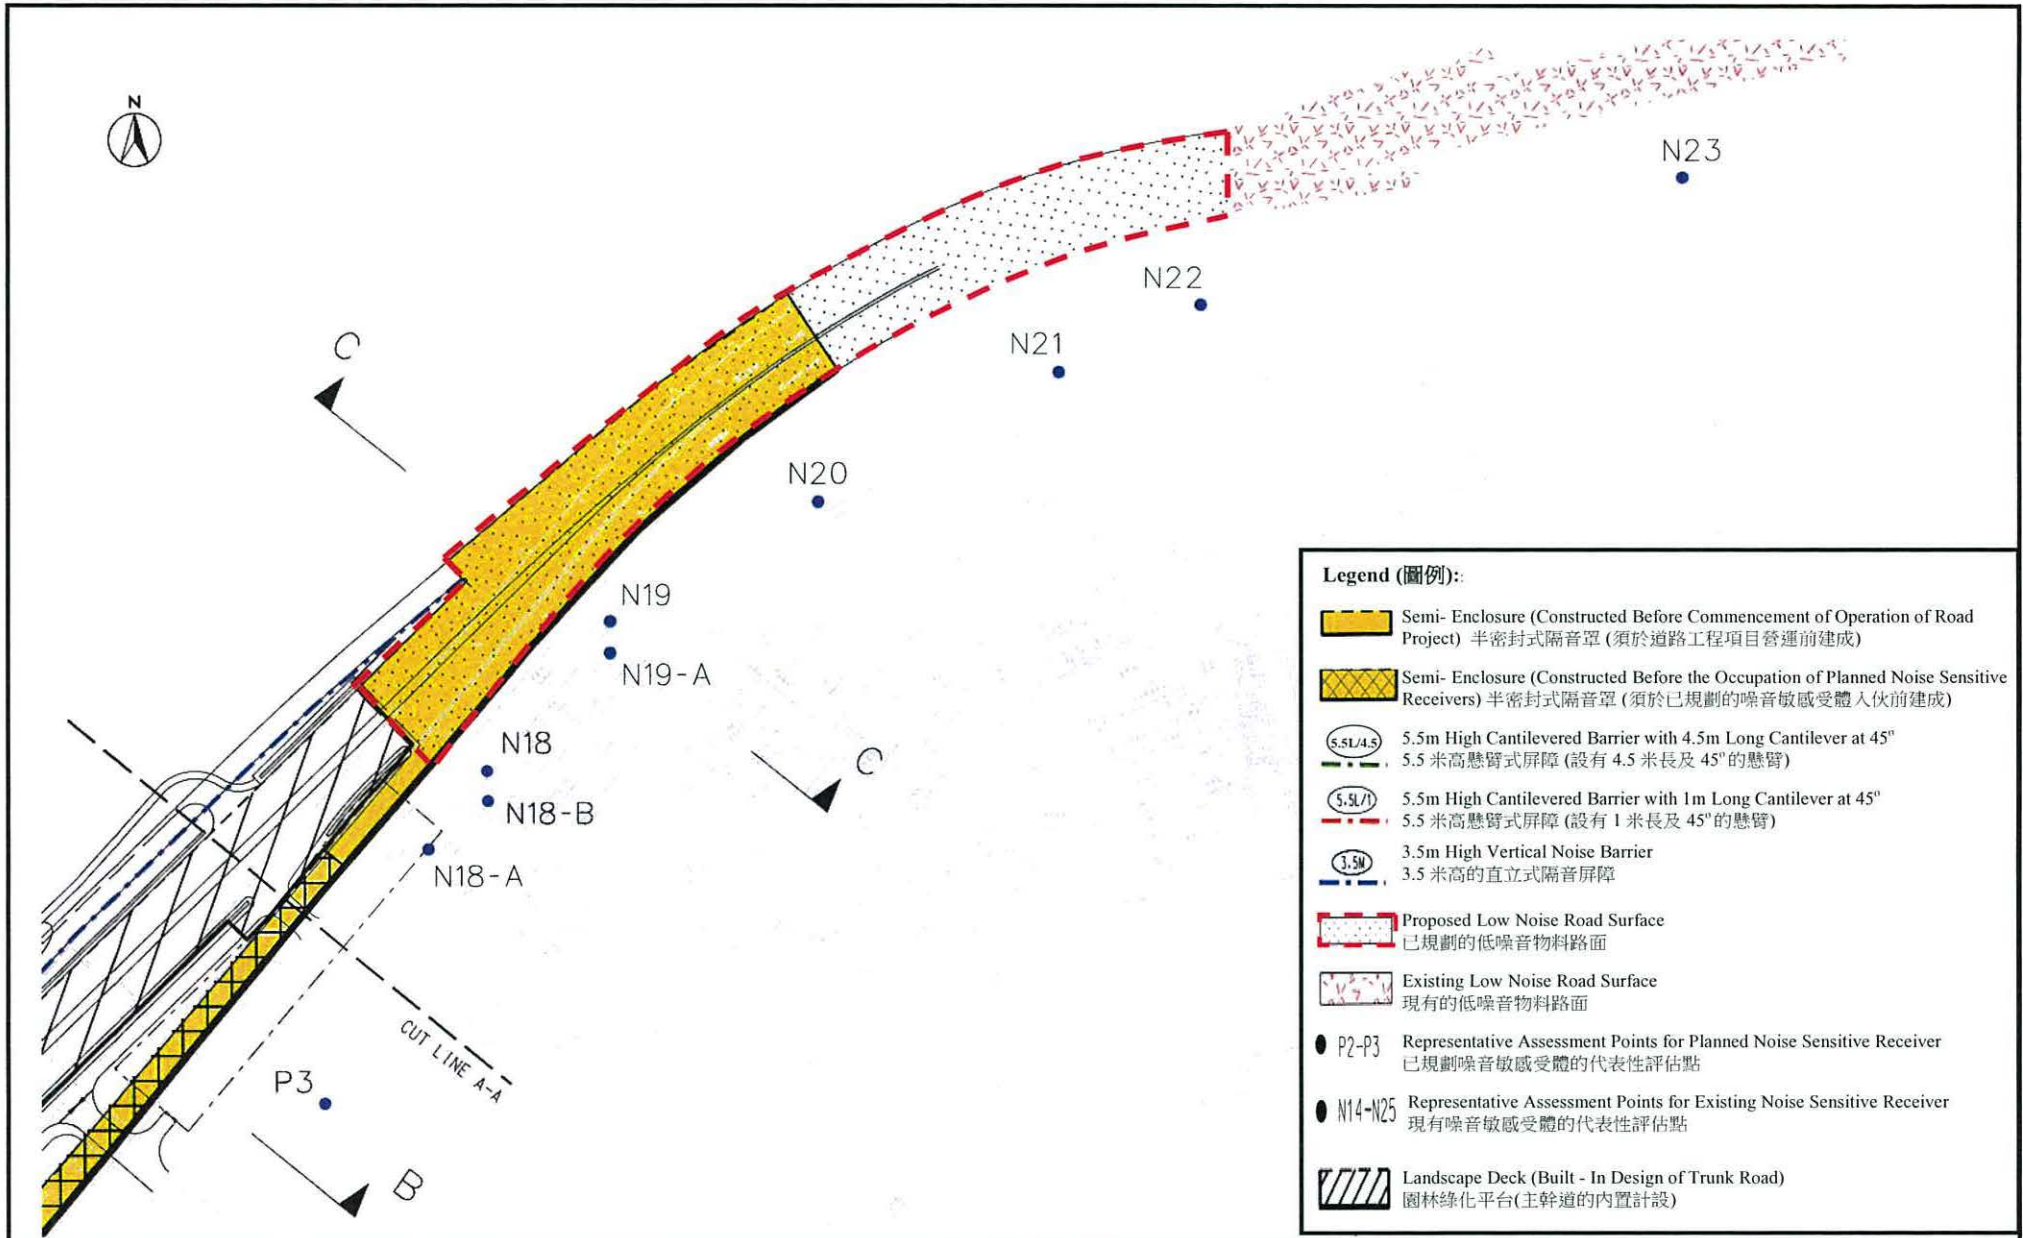 N
N23
N22
N21
C
N20
N19
N19-A
N18
C
N18-B
N18-A
CUT LINE A-A
P3
B
Legend (圖例)::
Semi- Enclosure (Constructed Before Commencement of Operation of Road
Project) 半密封式隔音罩 (須於道路工程項目營運前建成)
Semi- Enclosure (Constructed Before the Occupation of Planned Noise Sensitive
Receivers) 半密封式隔音罩 (須於已規劃的噪音敏感受體入伙前建成)
5.5L/4.5
5.5m High Cantilevered Barrier with 4.5m Long Cantilever at 45°
5.5 米高懸臂式屏障 (設有 4.5 米長及 45° 的懸臂)
5.5L/1
5.5m High Cantilevered Barrier with 1m Long Cantilever at 45°
5.5 米高懸臂式屏障 (設有 1 米長及 45° 的懸臂)
3.5M
3.5m High Vertical Noise Barrier
3.5 米高的直立式隔音屏障
Proposed Low Noise Road Surface
已規劃的低噪音物料路面
Existing Low Noise Road Surface
現有的低噪音物料路面
P2-P3 Representative Assessment Points for Planned Noise Sensitive Receiver
已規劃噪音敏感受體的代表性評估點
N14-N25 Representative Assessment Points for Existing Noise Sensitive Receiver
現有噪音敏感受體的代表性評估點
Landscape Deck (Built - In Design of Trunk Road)
園林綠化平台(主幹道的內置計設)